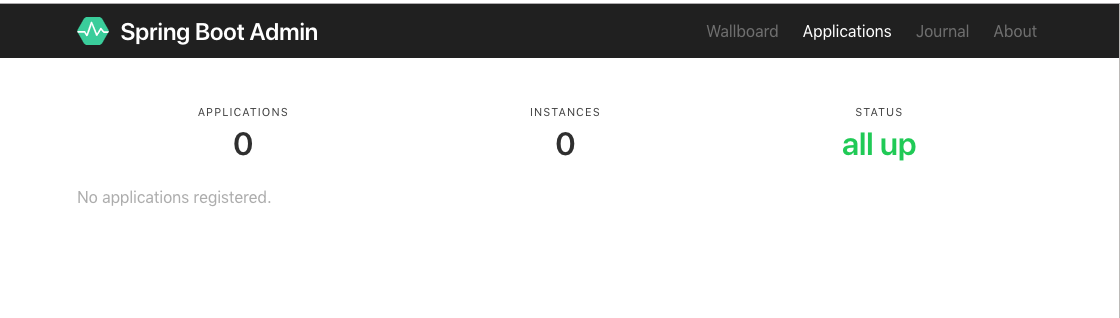 Spring Boot Admin Wallboard Applications Journal About
APPLICATIONS INSTANCES STATUS
0 0 all up
No applications registered.